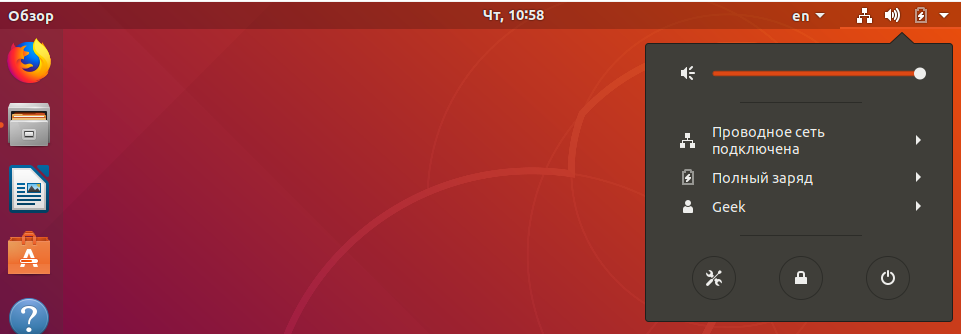 Обзор
Чт, 10:58
en
Проводное сеть
подключена
Полный заряд
Geek